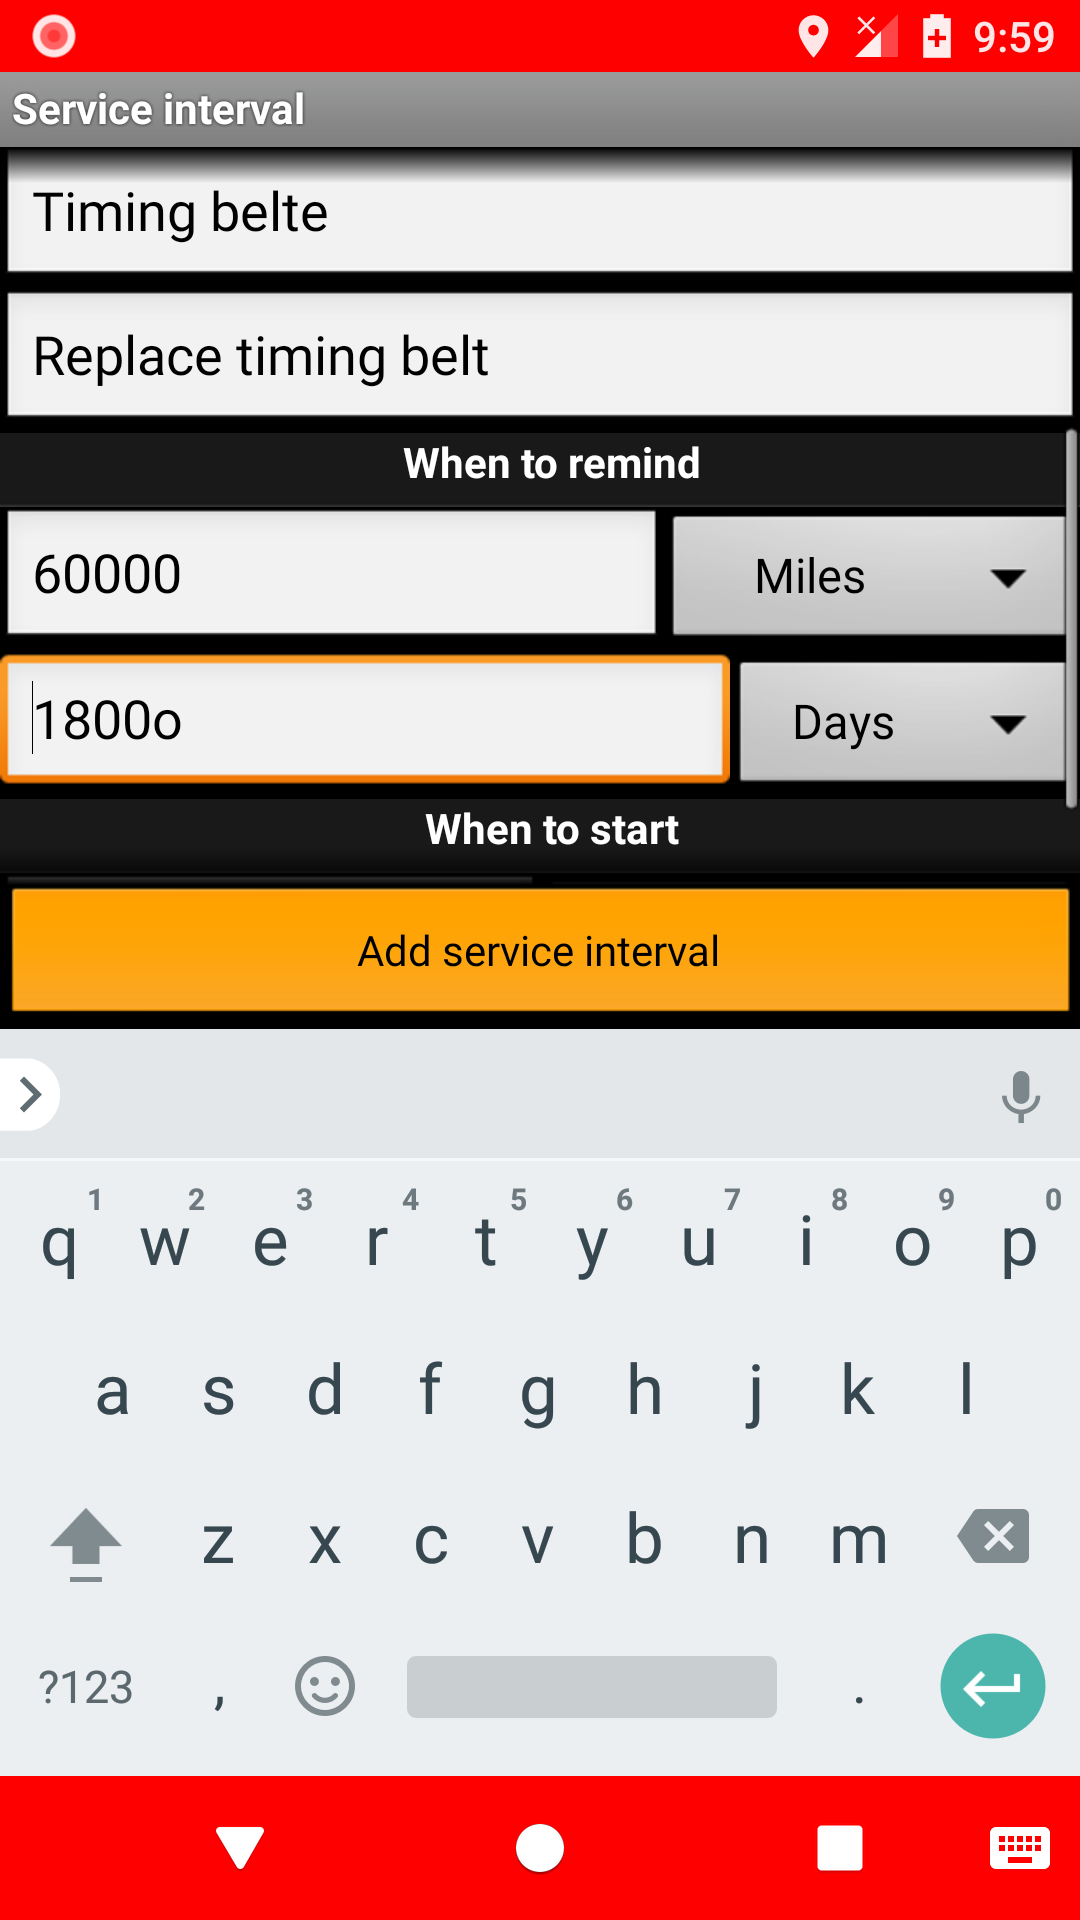 9:59
Service interval
Timing belte
Replace timing belt
When to remind
60000
Miles
1800o
Days
When to start
Add service interval
1 2 3 4 5 6 7 8 9 0
q w e r t y u i o p
a s d f g h j k l
z x c v b n m
?123 , .